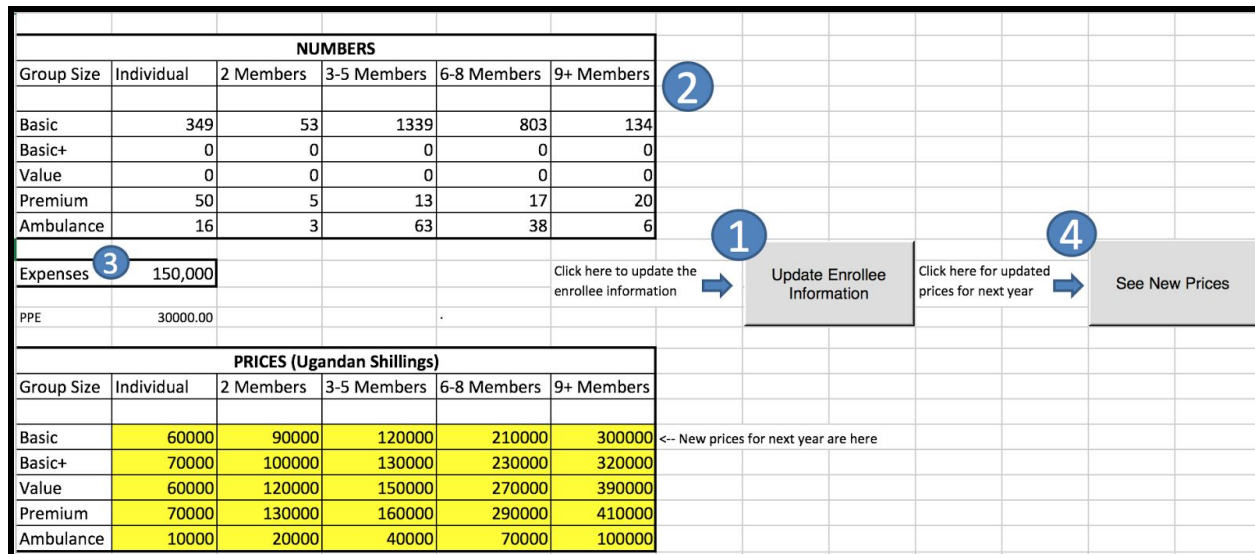 NUMBERS
Group Size Individual 2 Members 3-5 Members 6-8 Members 9+ Members
2
Basic 349 53 1339 803 134
Basic+ 0 0 0 0 0
Value 0 0 0 0 0
Premium 50 5 13 17 20
Ambulance 16 3 63 38 6
1
4
3
Expenses 150,000
Click here to update the
enrollee information
Update Enrollee
Information
Click here for updated
prices for next year
See New Prices
PPE 30000.00 .
PRICES (Ugandan Shillings)
Group Size Individual 2 Members 3-5 Members 6-8 Members 9+ Members
Basic 60000 90000 120000 210000 300000 <-- New prices for next year are here
Basic+ 70000 100000 130000 230000 320000
Value 60000 120000 150000 270000 390000
Premium 70000 130000 160000 290000 410000
Ambulance 10000 20000 40000 70000 100000